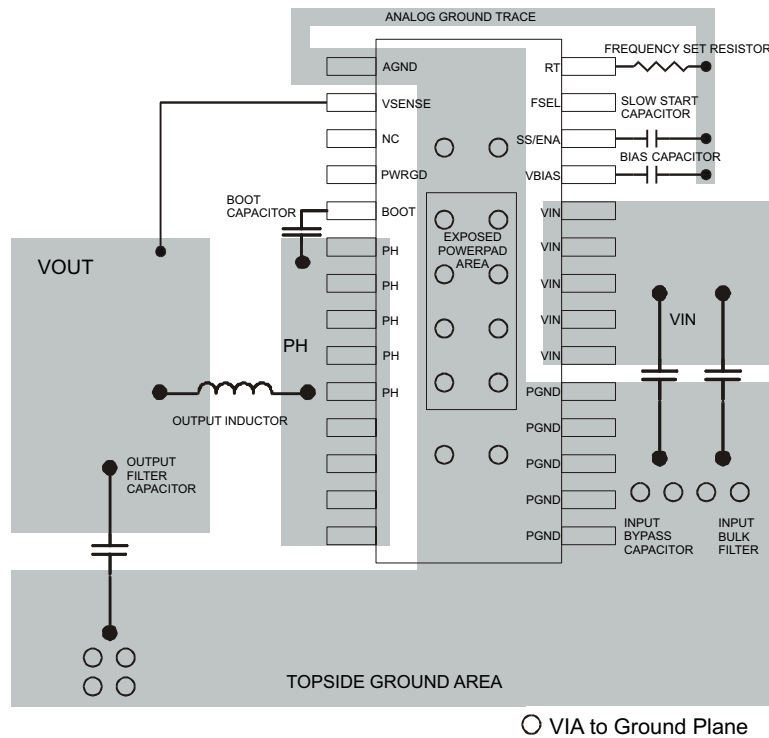 ANALOG GROUND TRACE
AGND
RT
FREQUENCY SET RESISTOR
VSENSE
FSEL
SLOW START
CAPACITOR
NC
SS/ENA
BIAS CAPACITOR
PWRGD
VBIAS
BOOT
CAPACITOR
BOOT
VIN
EXPOSED
POWERPAD
AREA
PH
VIN
VOUT
PH
VIN
PH
VIN
VIN
PH
PH
VIN
PH
PGND
OUTPUT INDUCTOR
PGND
OUTPUT
FILTER
CAPACITOR
PGND
PGND
PGND
INPUT
BYPASS
CAPACITOR
INPUT
BULK
FILTER
TOPSIDE GROUND AREA
VIA to Ground Plane